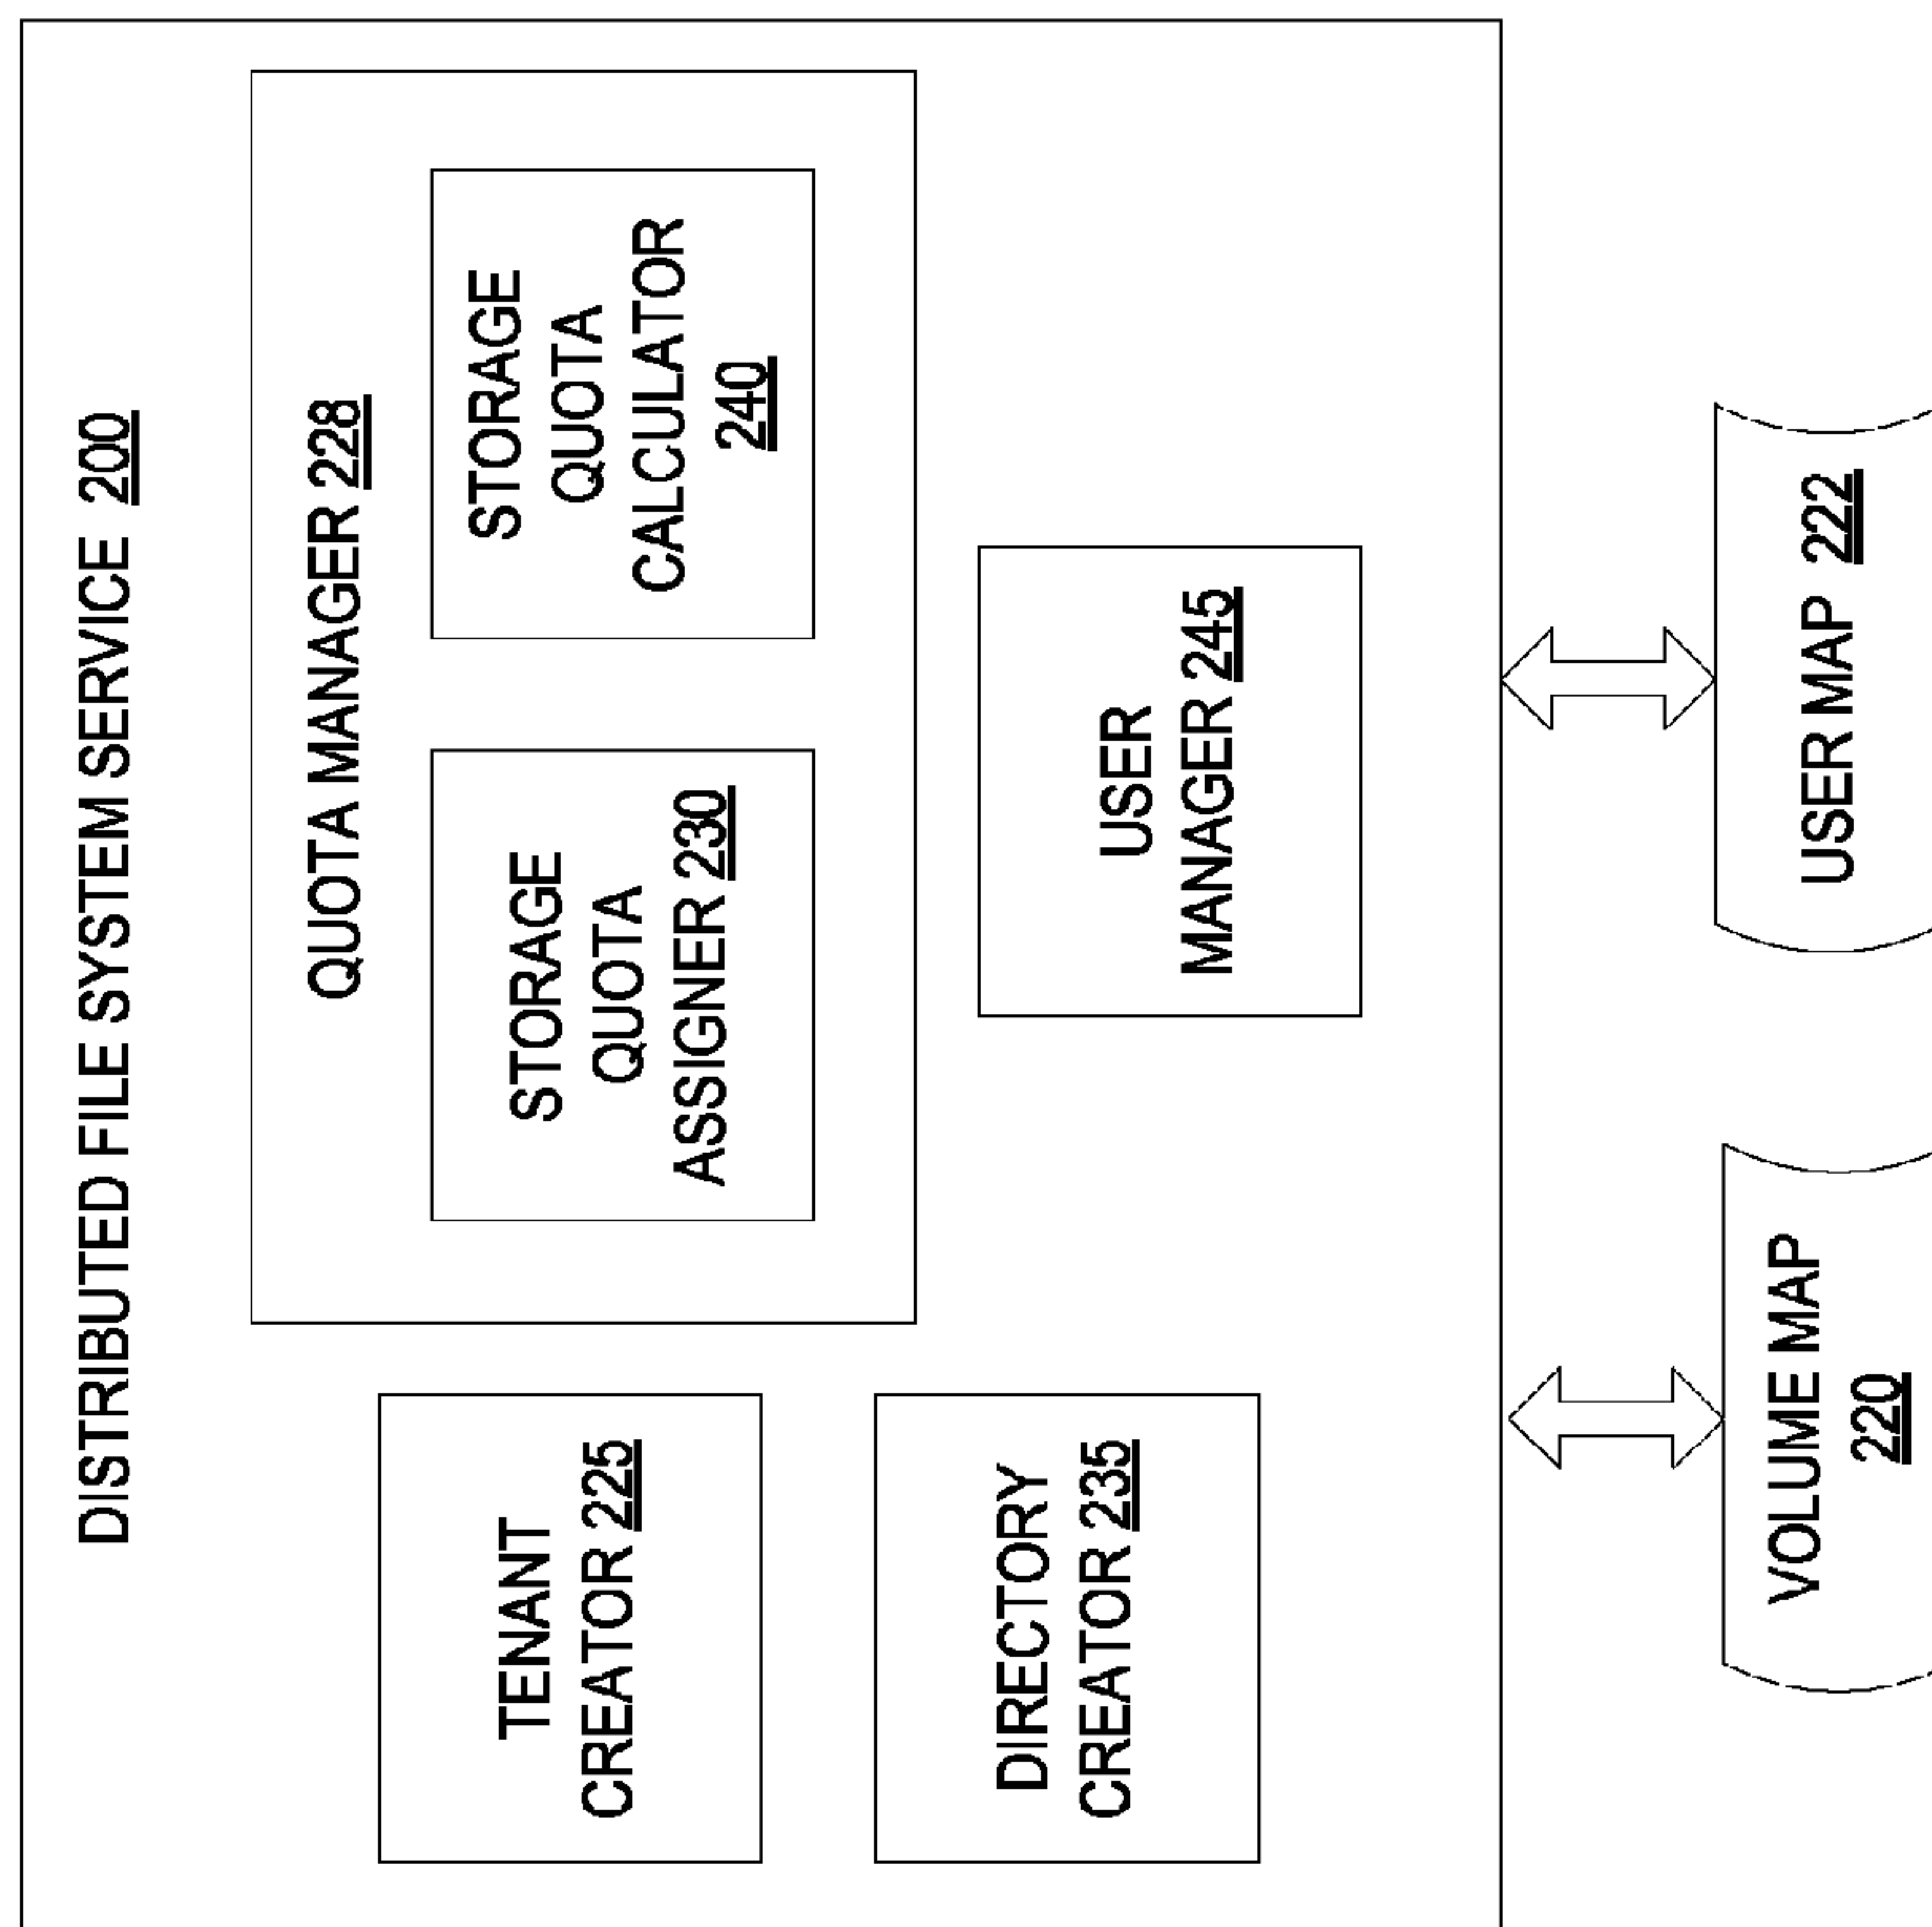 DISTRIBUTED FILE SYSTEM SERVICE 200
QUOTA MANAGER 228
TENANT
CREATOR 225
STORAGE
QUOTA
ASSIGNER 230
STORAGE
QUOTA
CALCULATOR
240
DIRECTORY
CREATOR 235
USER
MANAGER 245
VOLUME MAP
220
USER MAP 222